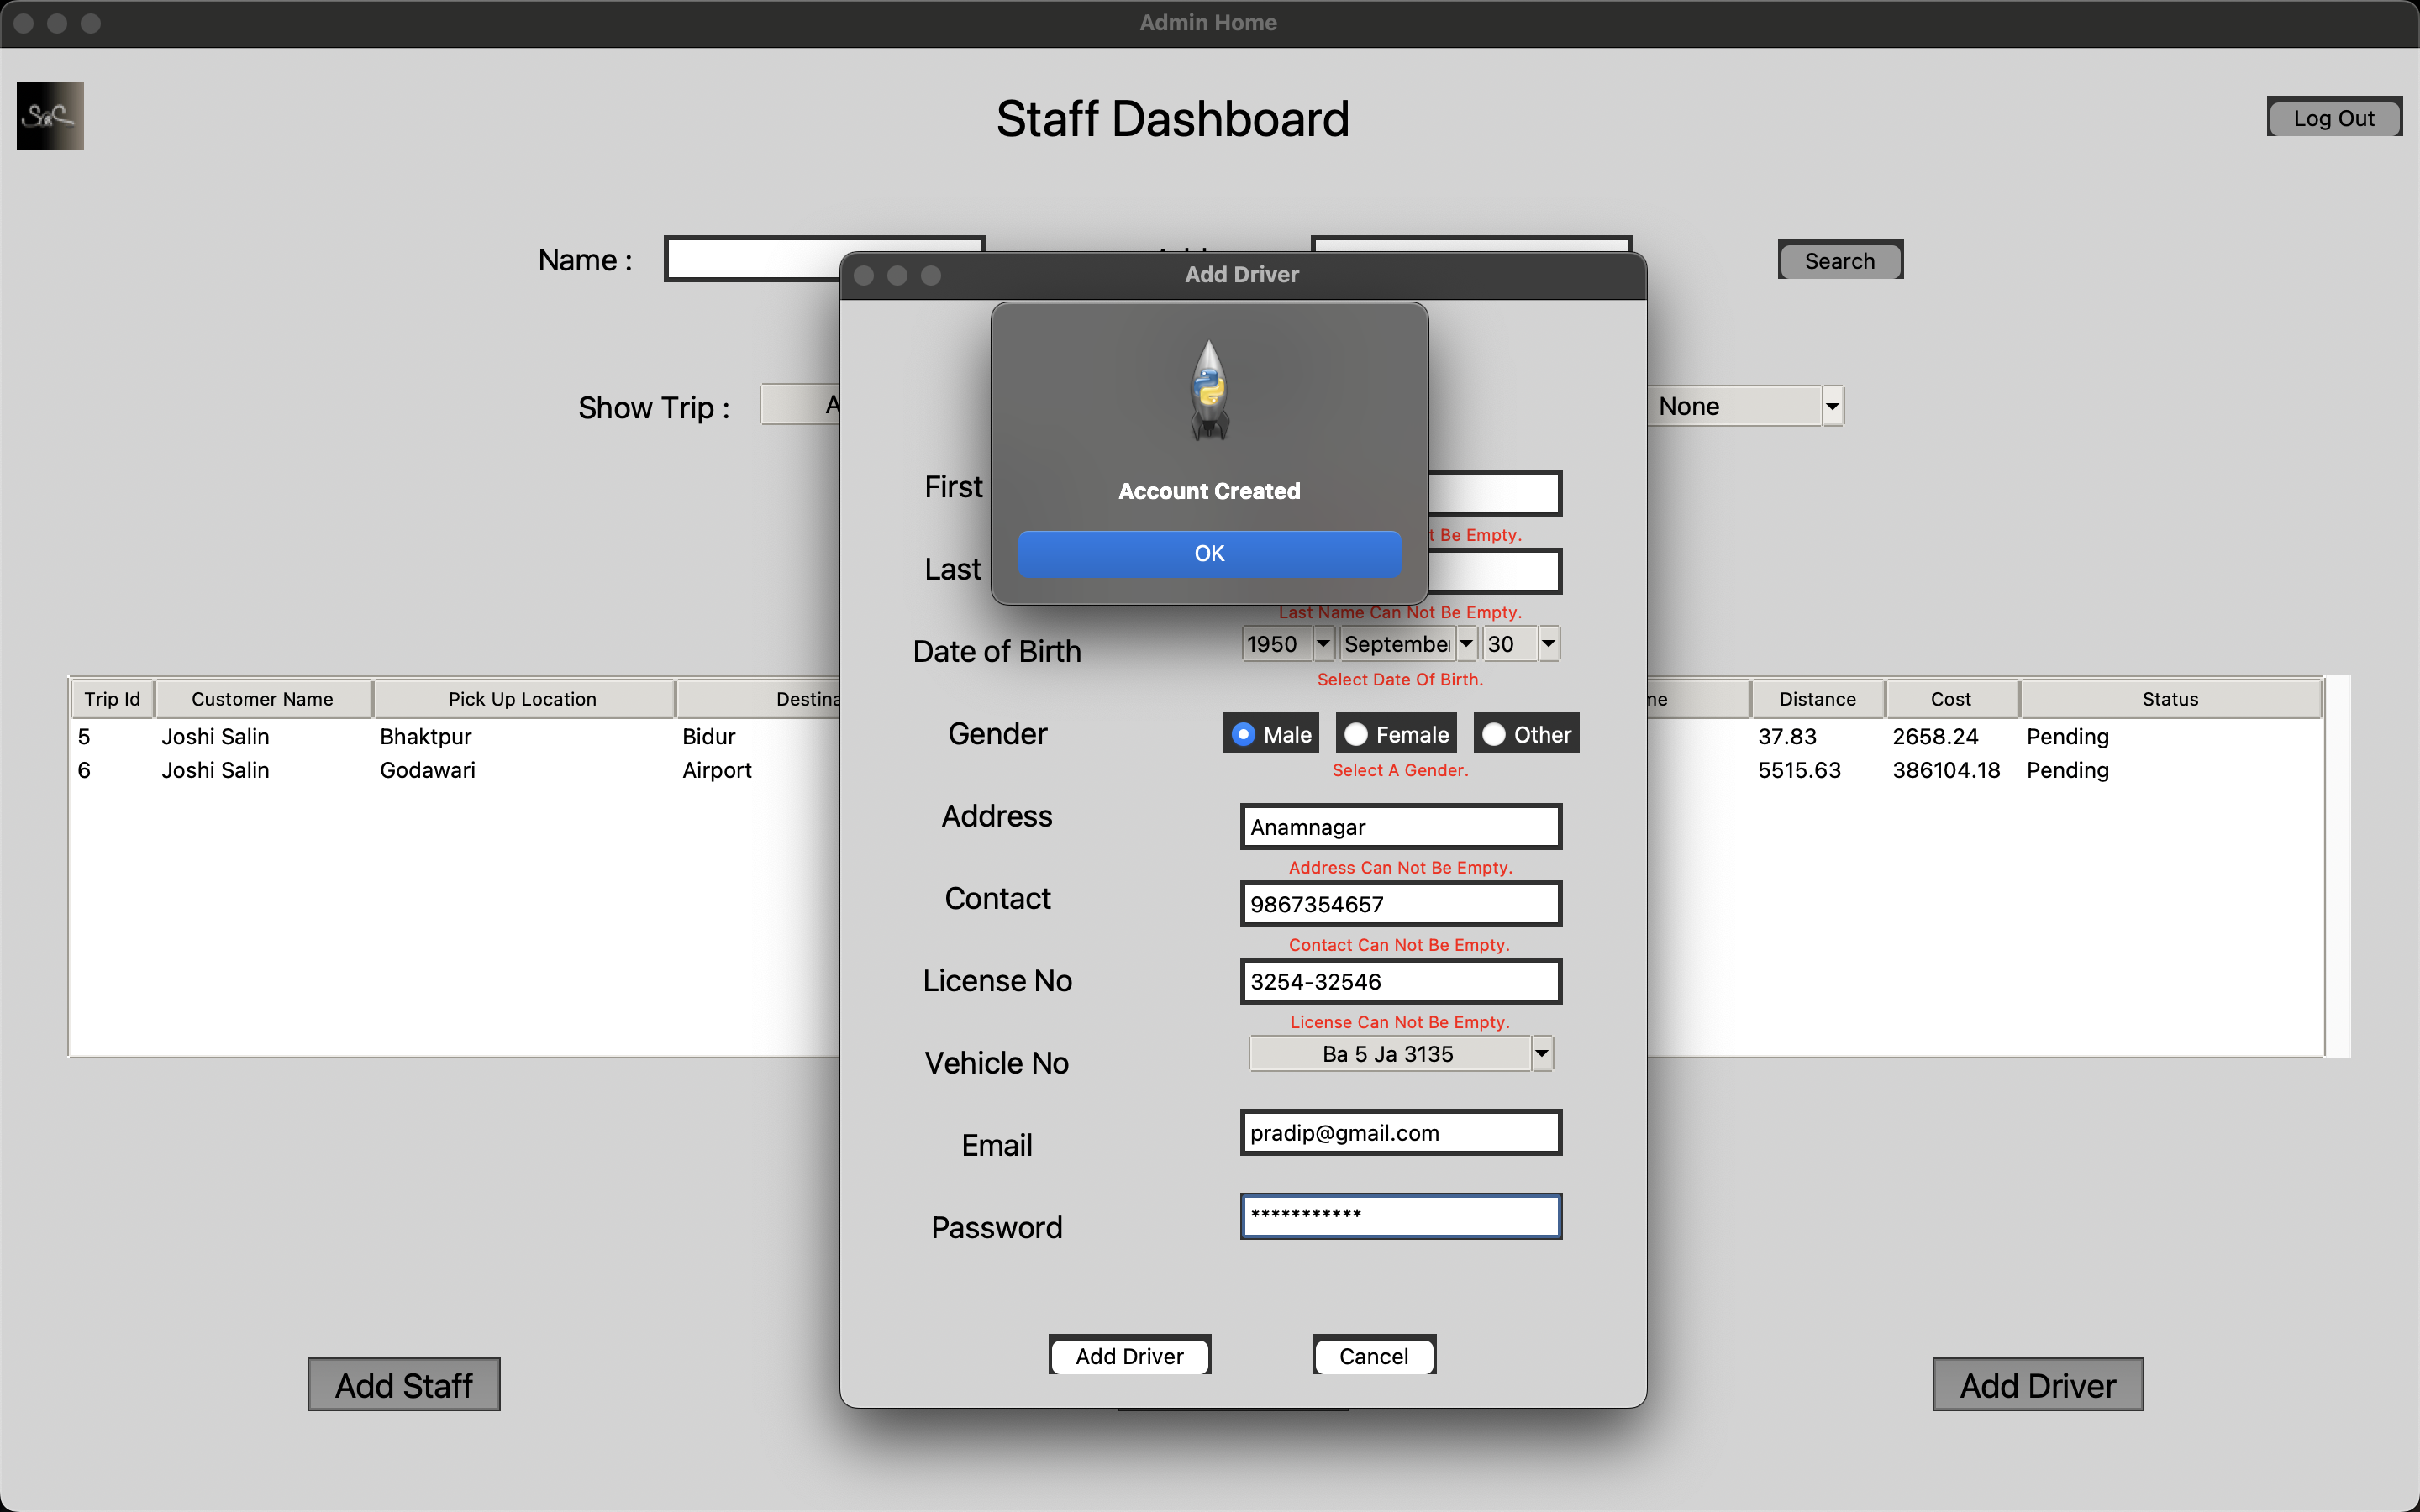 Admin Home
SaC
Staff Dashboard
Log Out
Name :
Search
Add Driver
Show Trip :
None
Account Created
OK
First
t Be Empty.
Last
Last Name Can Not Be Empty.
Date of Birth
1950 September 30
Select Date Of Birth.
Gender
Male Female Other
Select A Gender.
Address
Anamnagar
Address Can Not Be Empty.
Contact
9867354657
Contact Can Not Be Empty.
License No
3254-32546
License Can Not Be Empty.
Vehicle No
Ba 5 Ja 3135
Email
pradip@gmail.com
Password
***********
Add Driver Cancel
Trip Id Customer Name Pick Up Location Destina me Distance Cost Status
5 Joshi Salin Bhaktpur Bidur 37.83 2658.24 Pending
6 Joshi Salin Godawari Airport 5515.63 386104.18 Pending
Add Staff
Add Driver